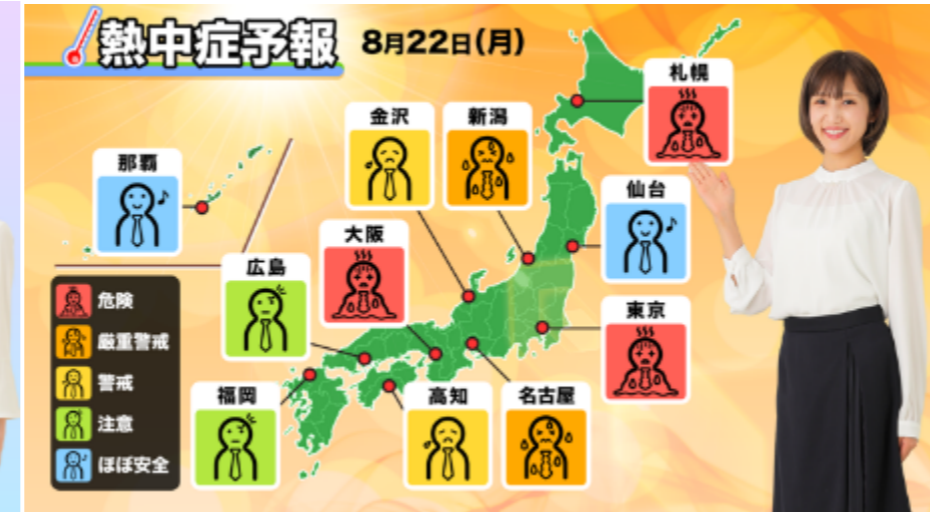 熱中症予報
8月22日(月)
札幌
金沢
新潟
那覇
仙台
大阪
広島
東京
福岡
高知
名古屋
危険
厳重警戒
警戒
注意
ほぼ安全